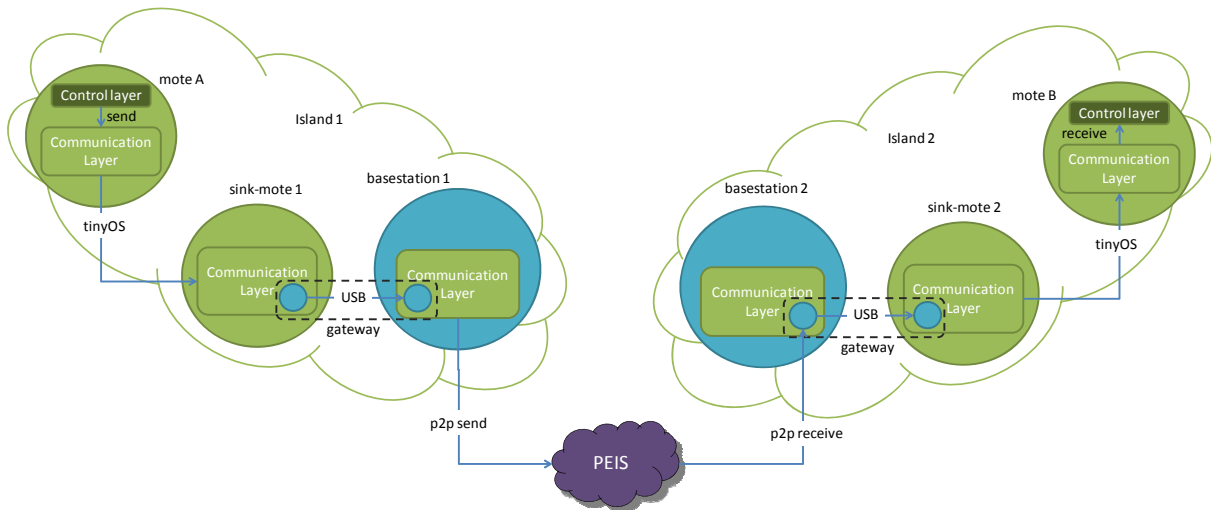 mote A
Control layer
send
Communication
Layer
tinyOS
Island 1
sink-mote 1
Communication
Layer
USB
gateway
basestation 1
Communication
Layer
p2p send
PEIS
p2p receive
Island 2
basestation 2
Communication
Layer
USB
gateway
sink-mote 2
Communication
Layer
tinyOS
mote B
Control layer
receive
Communication
Layer